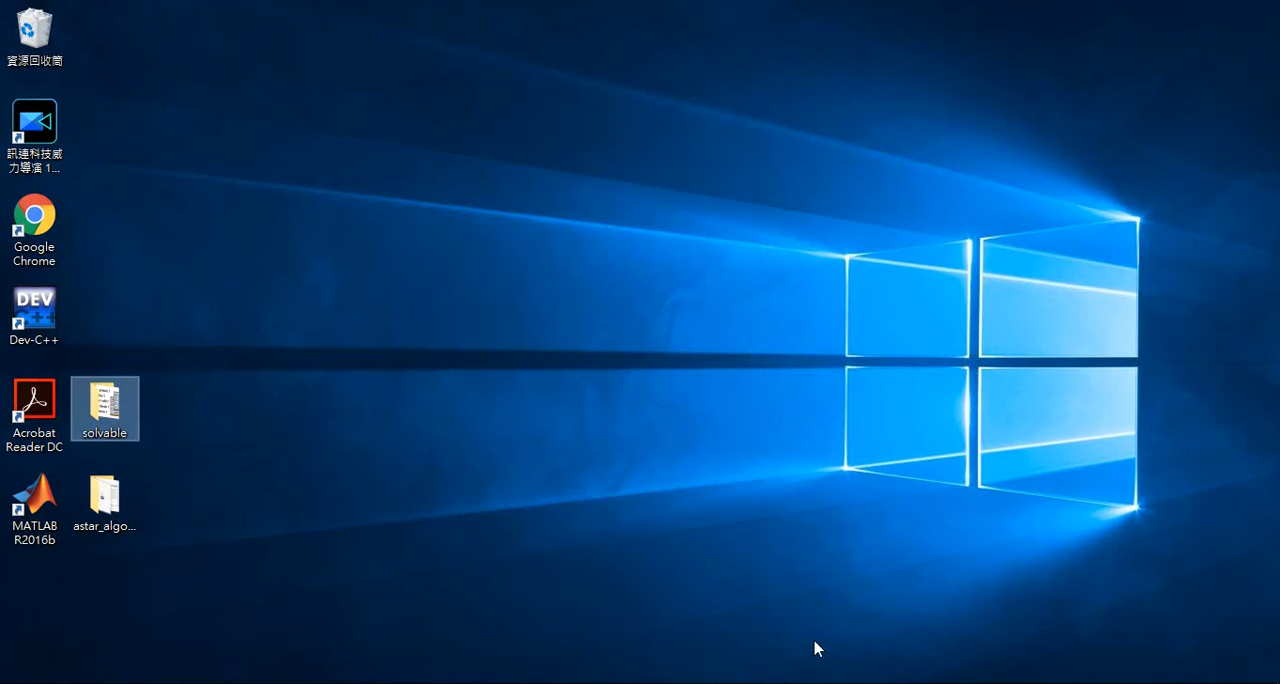 資源回收筒
訊連科技威
力導演 1...
Google
Chrome
DEV
C++
Dev-C++
Acrobat
Reader DC
MATLAB
R2016b
solvable
astar_algo...